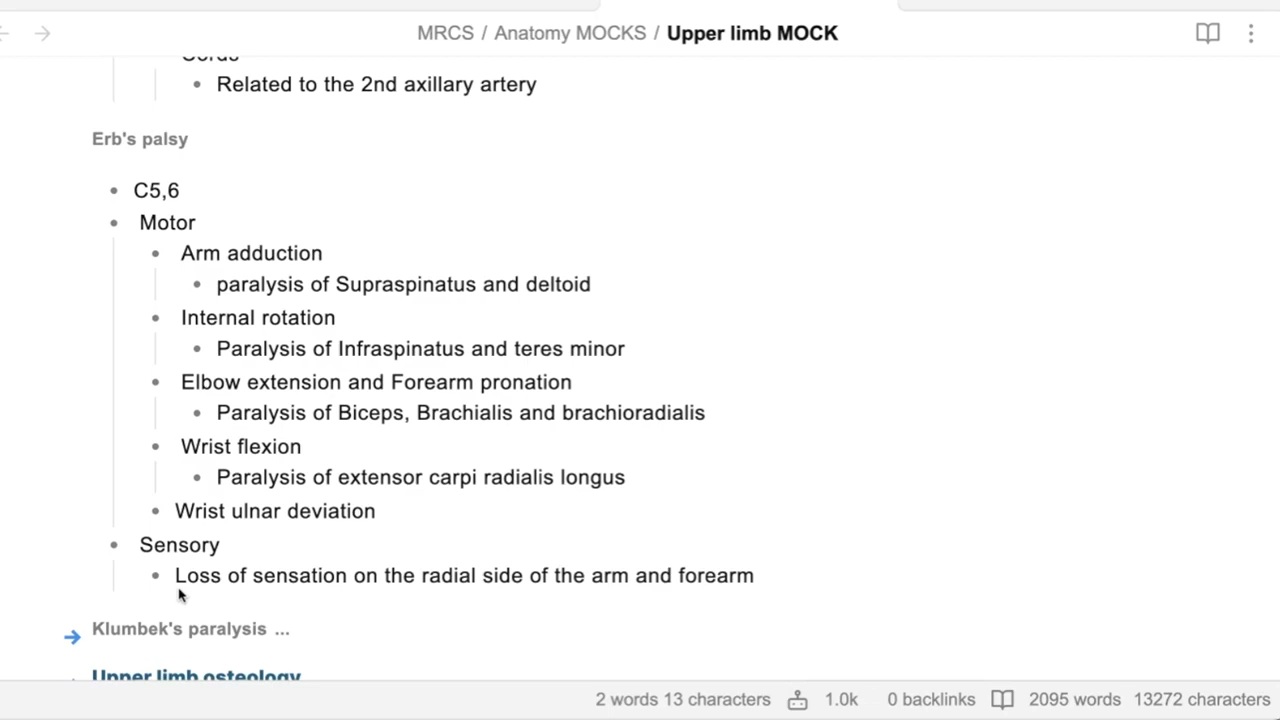 MRCS / Anatomy MOCKS / Upper limb MOCK
Cords
Related to the 2nd axillary artery
Erb's palsy
C5,6
Motor
Arm adduction
paralysis of Supraspinatus and deltoid
Internal rotation
Paralysis of Infraspinatus and teres minor
Elbow extension and Forearm pronation
Paralysis of Biceps, Brachialis and brachioradialis
Wrist flexion
Paralysis of extensor carpi radialis longus
Wrist ulnar deviation
Sensory
Loss of sensation on the radial side of the arm and forearm
Klumbek's paralysis ...
Upper limb osteology
2 words 13 characters 1.0k 0 backlinks 2095 words 13272 characters